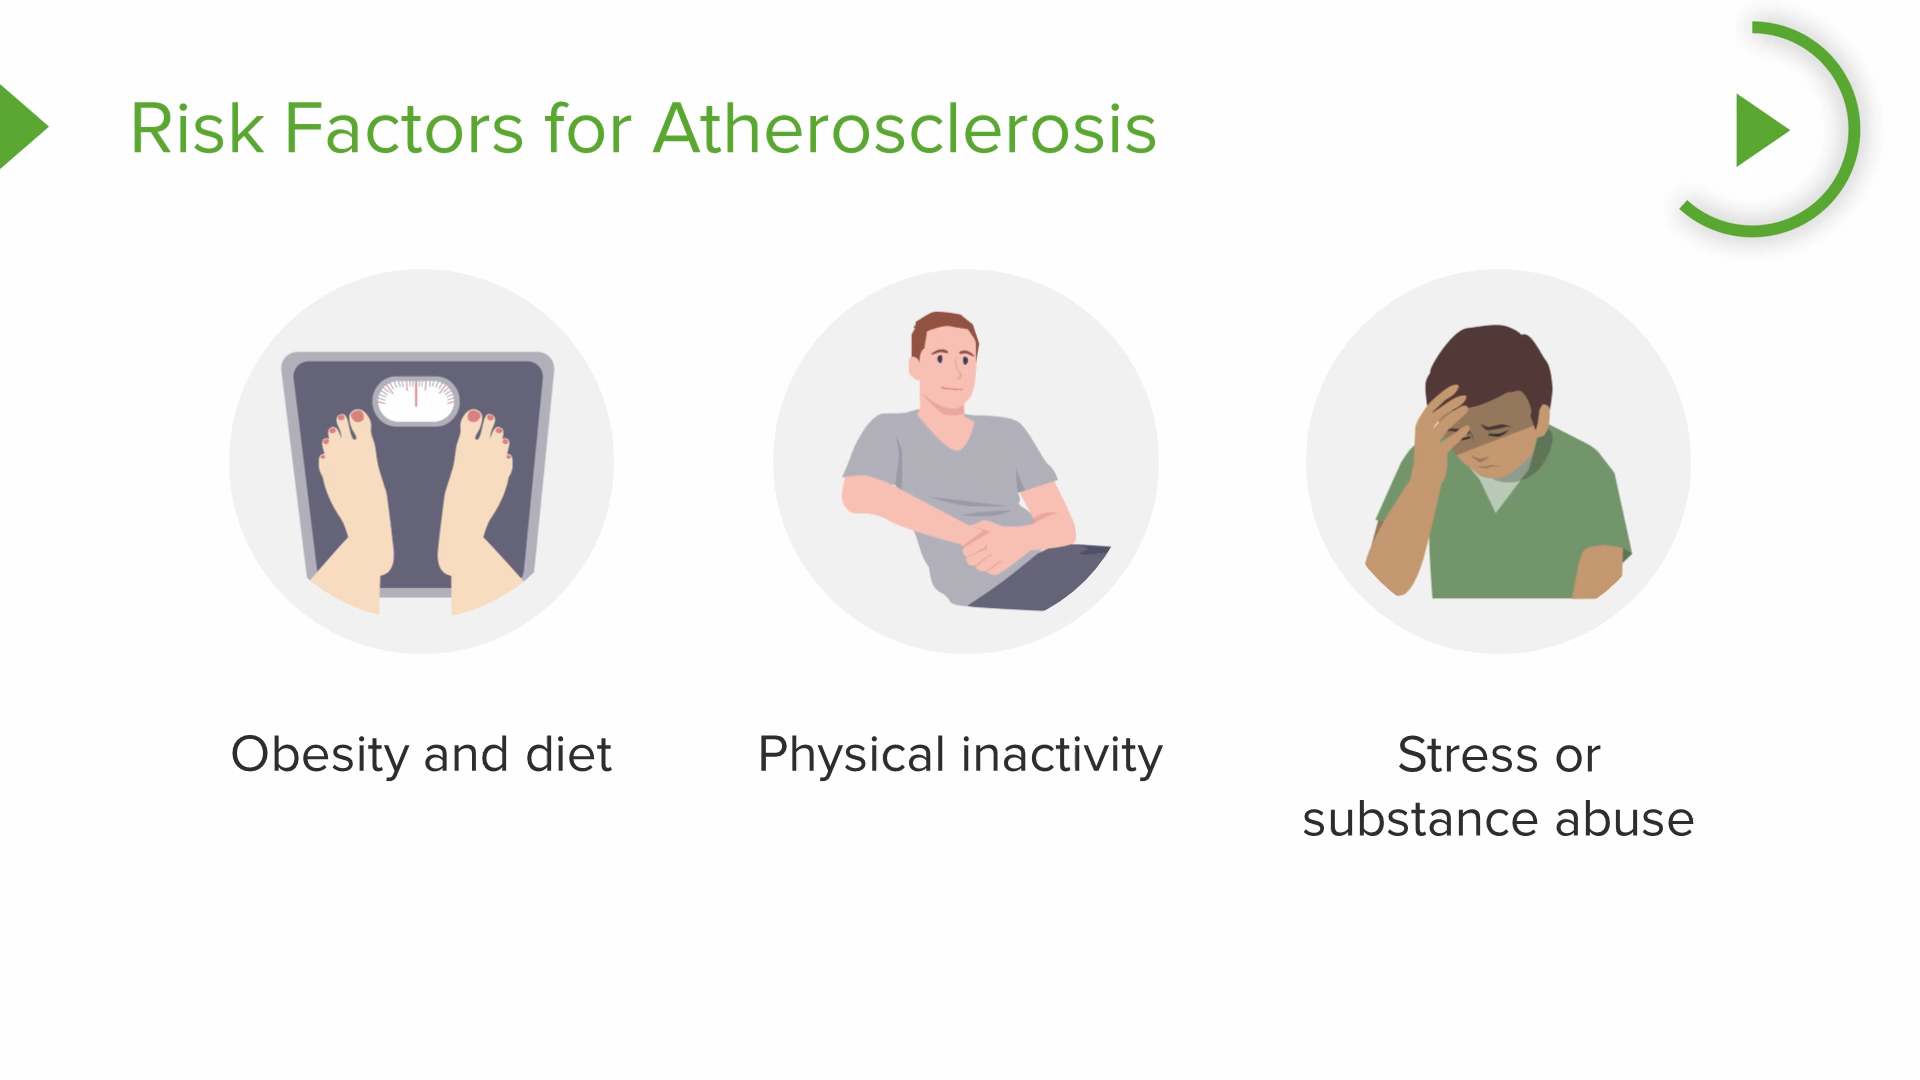 Risk Factors for Atherosclerosis
Obesity and diet
Physical inactivity
Stress or
substance abuse